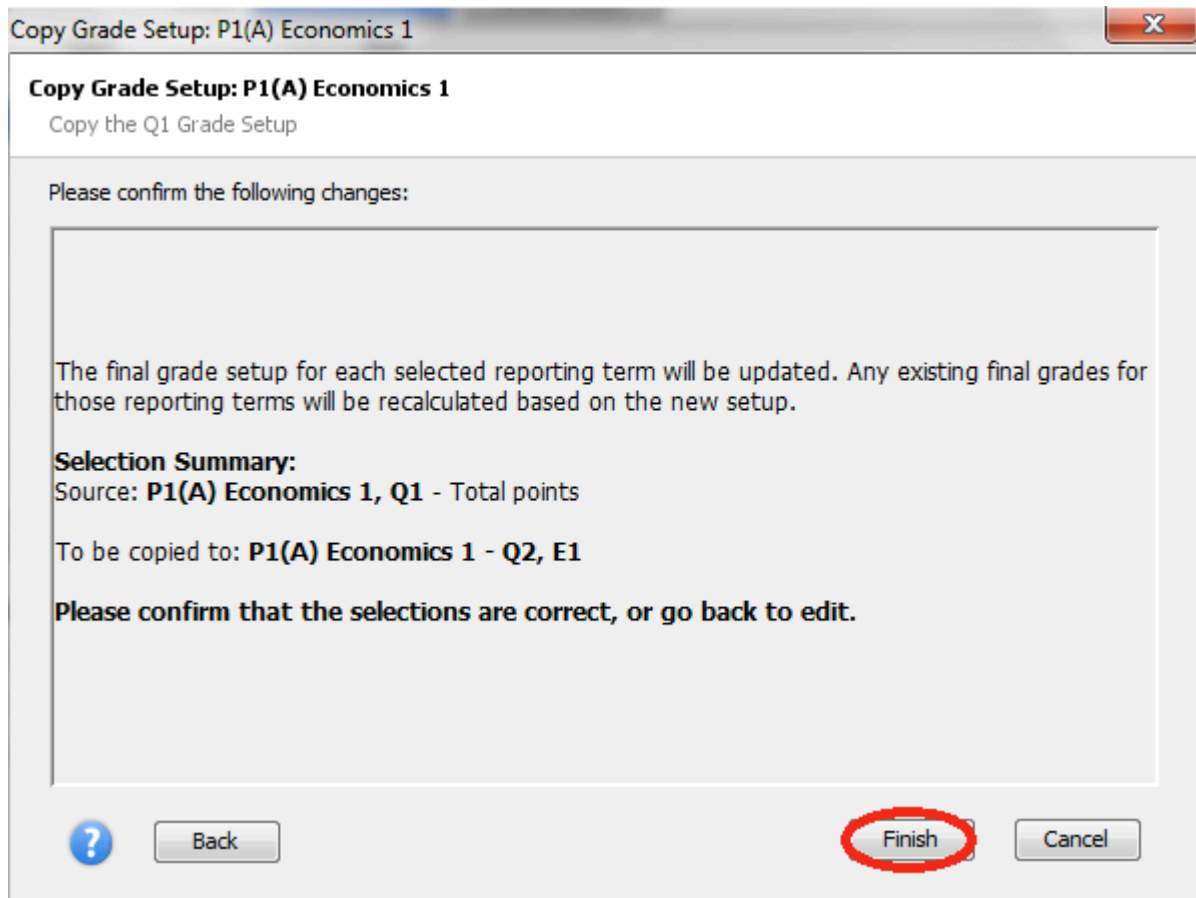 Copy Grade Setup: P1(A) Economics 1
Copy Grade Setup: P1(A) Economics 1
Copy the Q1 Grade Setup
Please confirm the following changes:
The final grade setup for each selected reporting term will be updated. Any existing final grades for
those reporting terms will be recalculated based on the new setup.
Selection Summary:
Source: P1(A) Economics 1, Q1 - Total points
To be copied to: P1(A) Economics 1 - Q2, E1
Please confirm that the selections are correct, or go back to edit.
? Back Finish Cancel